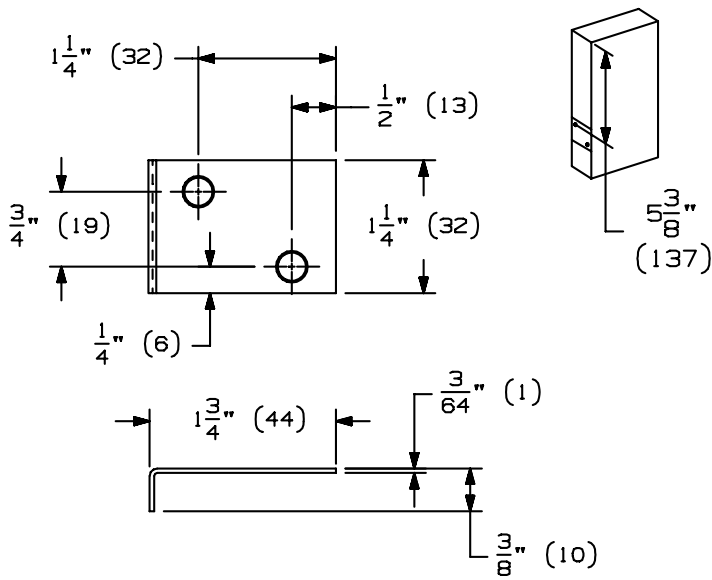 1 1/4" (32)
1/2" (13)
3/4" (19)
1 1/4" (32)
5 3/8"
(137)
1/4" (6)
3/64" (1)
1 3/4" (44)
3/8" (10)